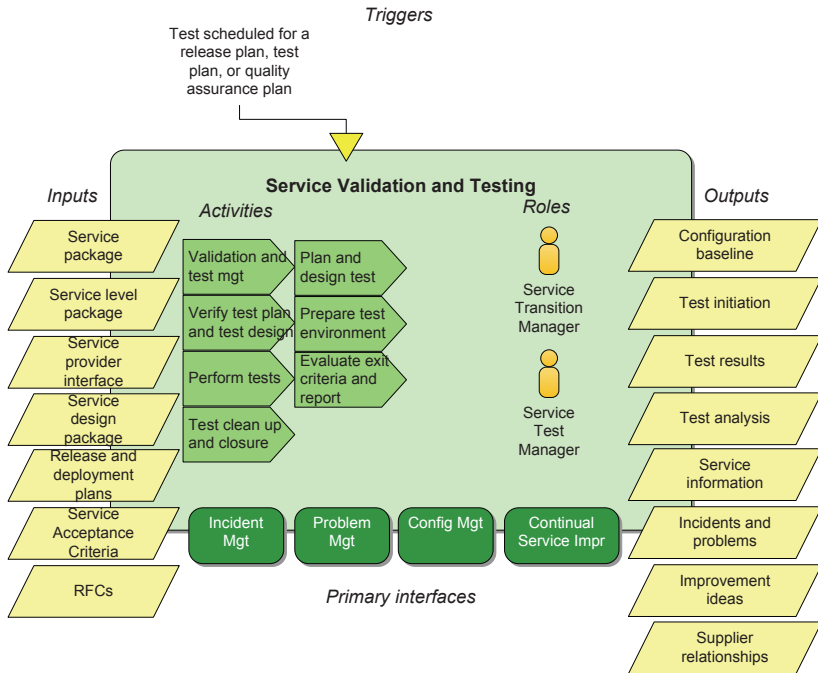 Triggers
Test scheduled for a
release plan, test
plan, or quality
assurance plan
Service Validation and Testing
Inputs
Service
package
Service level
package
Service
provider
interface
Service
design
package
Release and
deployment
plans
Service
Acceptance
Criteria
RFCs
Activities
Validation and
test mgt
Plan and
design test
Verify test plan
and test design
Prepare test
environment
Perform tests
Evaluate exit
criteria and
report
Test clean up
and closure
Roles
Service
Transition
Manager
Service
Test
Manager
Outputs
Configuration
baseline
Test initiation
Test results
Test analysis
Service
information
Incidents and
problems
Improvement
ideas
Supplier
relationships
Incident
Mgt
Problem
Mgt
Config Mgt
Continual
Service Impr
Primary interfaces